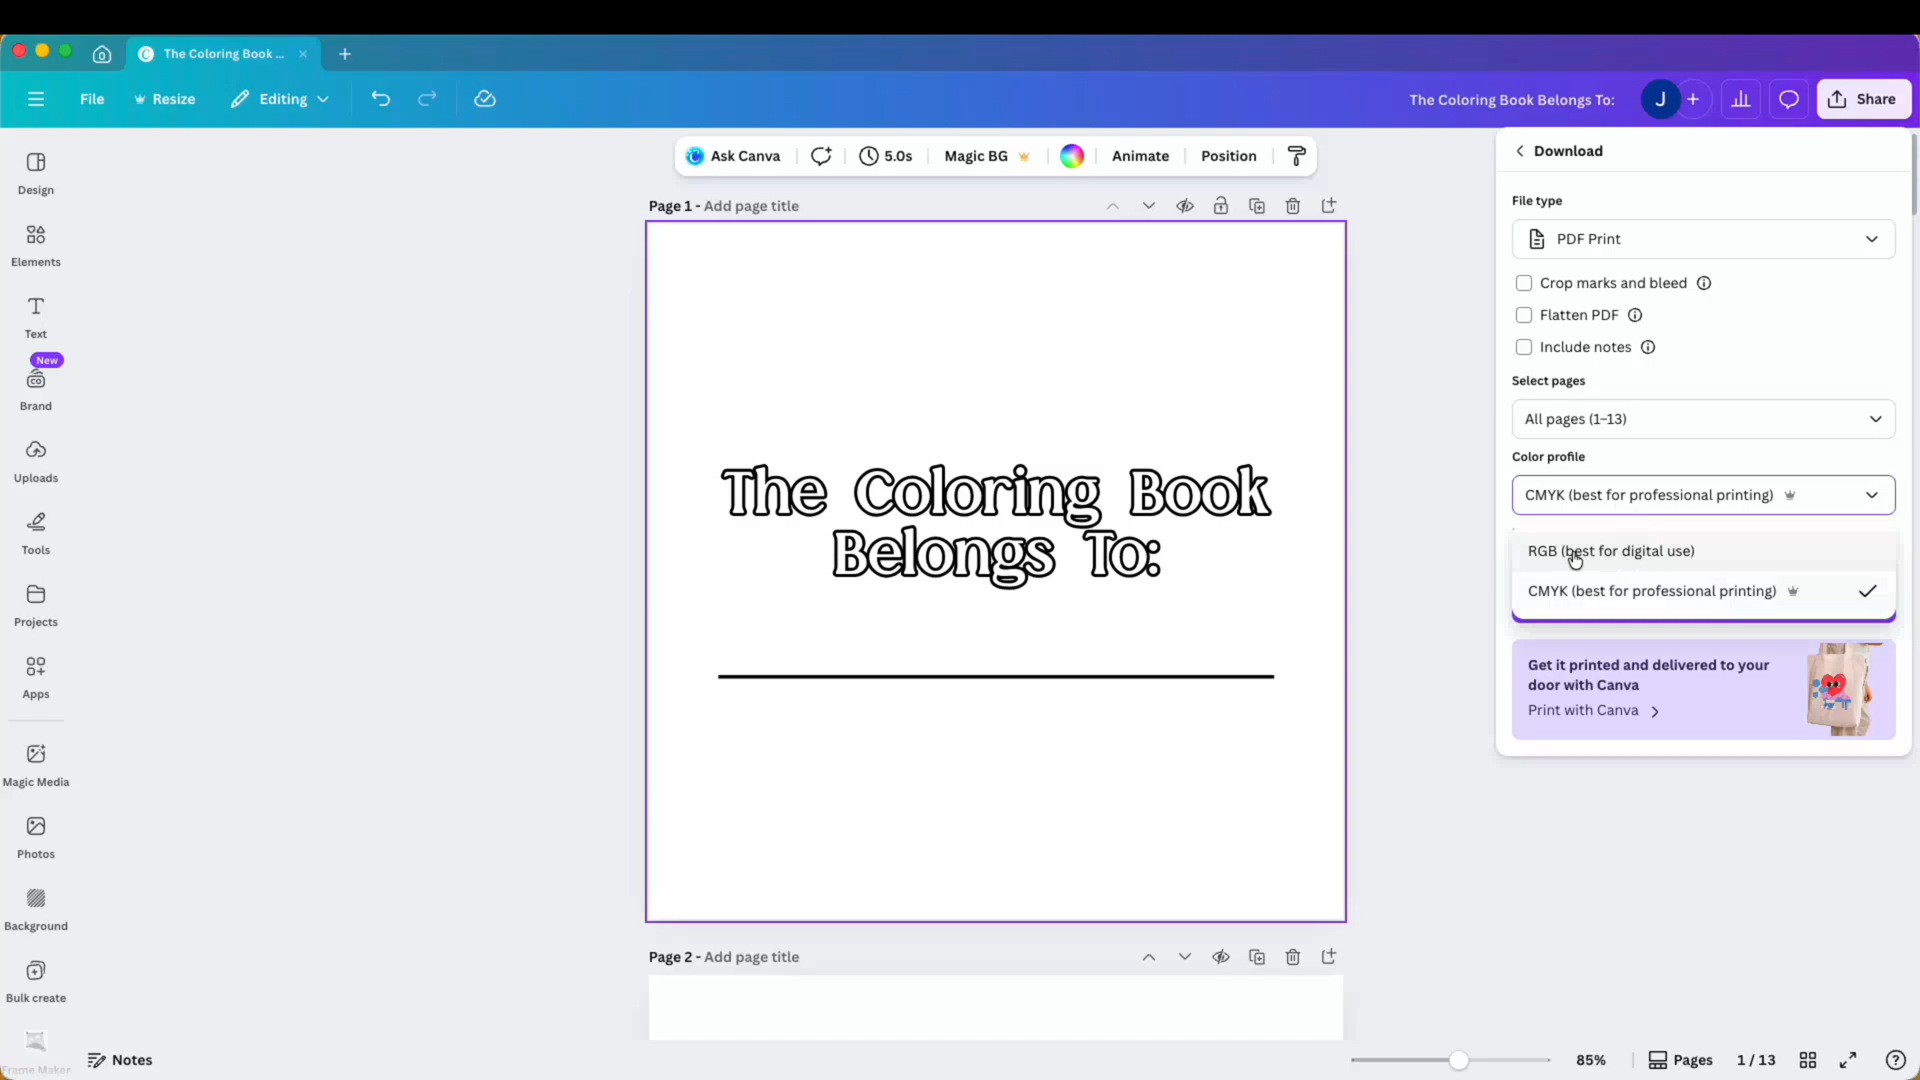 The Coloring Book ...
File
Resize
Editing
The Coloring Book Belongs To:
J
Share
Design
Elements
Text
New
Brand
Uploads
Tools
Projects
Apps
Magic Media
Photos
Background
Bulk create
Frame Maker
Ask Canva
5.0s
Magic BG
Animate
Position
Page 1 - Add page title
The Coloring Book
Belongs To:
Page 2 - Add page title
Download
File type
PDF Print
Crop marks and bleed
Flatten PDF
Include notes
Select pages
All pages (1–13)
Color profile
CMYK (best for professional printing)
RGB (best for digital use)
CMYK (best for professional printing)
Get it printed and delivered to your
door with Canva
Print with Canva
Notes
85%
Pages
1 / 13